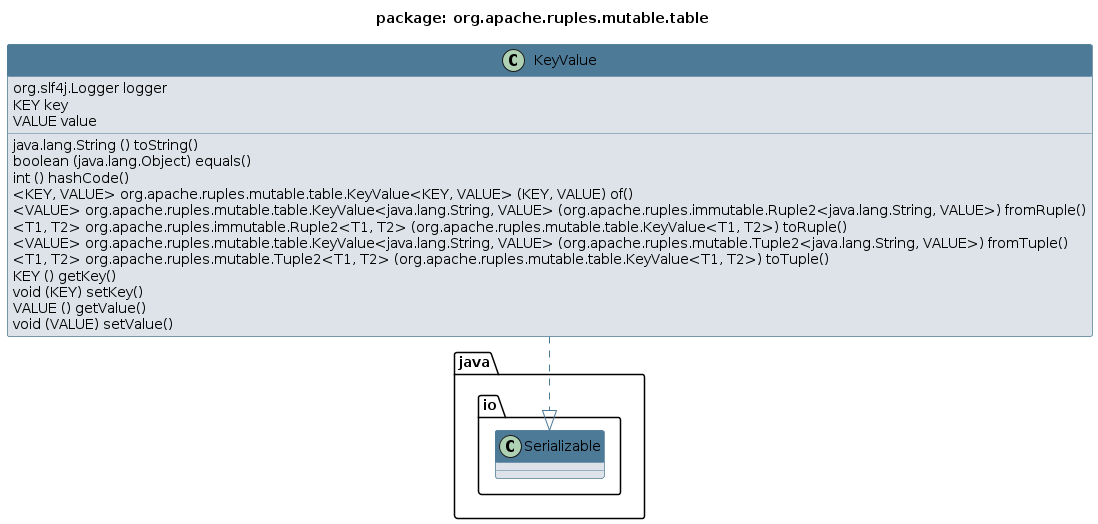 package: org.apache.ruples.mutable.table
C KeyValue
org.slf4j.Logger logger
KEY key
VALUE value
java.lang.String () toString()
boolean (java.lang.Object) equals()
int () hashCode()
<KEY, VALUE> org.apache.ruples.mutable.table.KeyValue<KEY, VALUE> (KEY, VALUE) of()
<VALUE> org.apache.ruples.mutable.table.KeyValue<java.lang.String, VALUE> (org.apache.ruples.immutable.Ruple2<java.lang.String, VALUE>) fromRuple()
<T1, T2> org.apache.ruples.immutable.Ruple2<T1, T2> (org.apache.ruples.mutable.table.KeyValue<T1, T2>) toRuple()
<VALUE> org.apache.ruples.mutable.table.KeyValue<java.lang.String, VALUE> (org.apache.ruples.mutable.Tuple2<java.lang.String, VALUE>) fromTuple()
<T1, T2> org.apache.ruples.mutable.Tuple2<T1, T2> (org.apache.ruples.mutable.table.KeyValue<T1, T2>) toTuple()
KEY () getKey()
void (KEY) setKey()
VALUE () getValue()
void (VALUE) setValue()
java
io
C Serializable